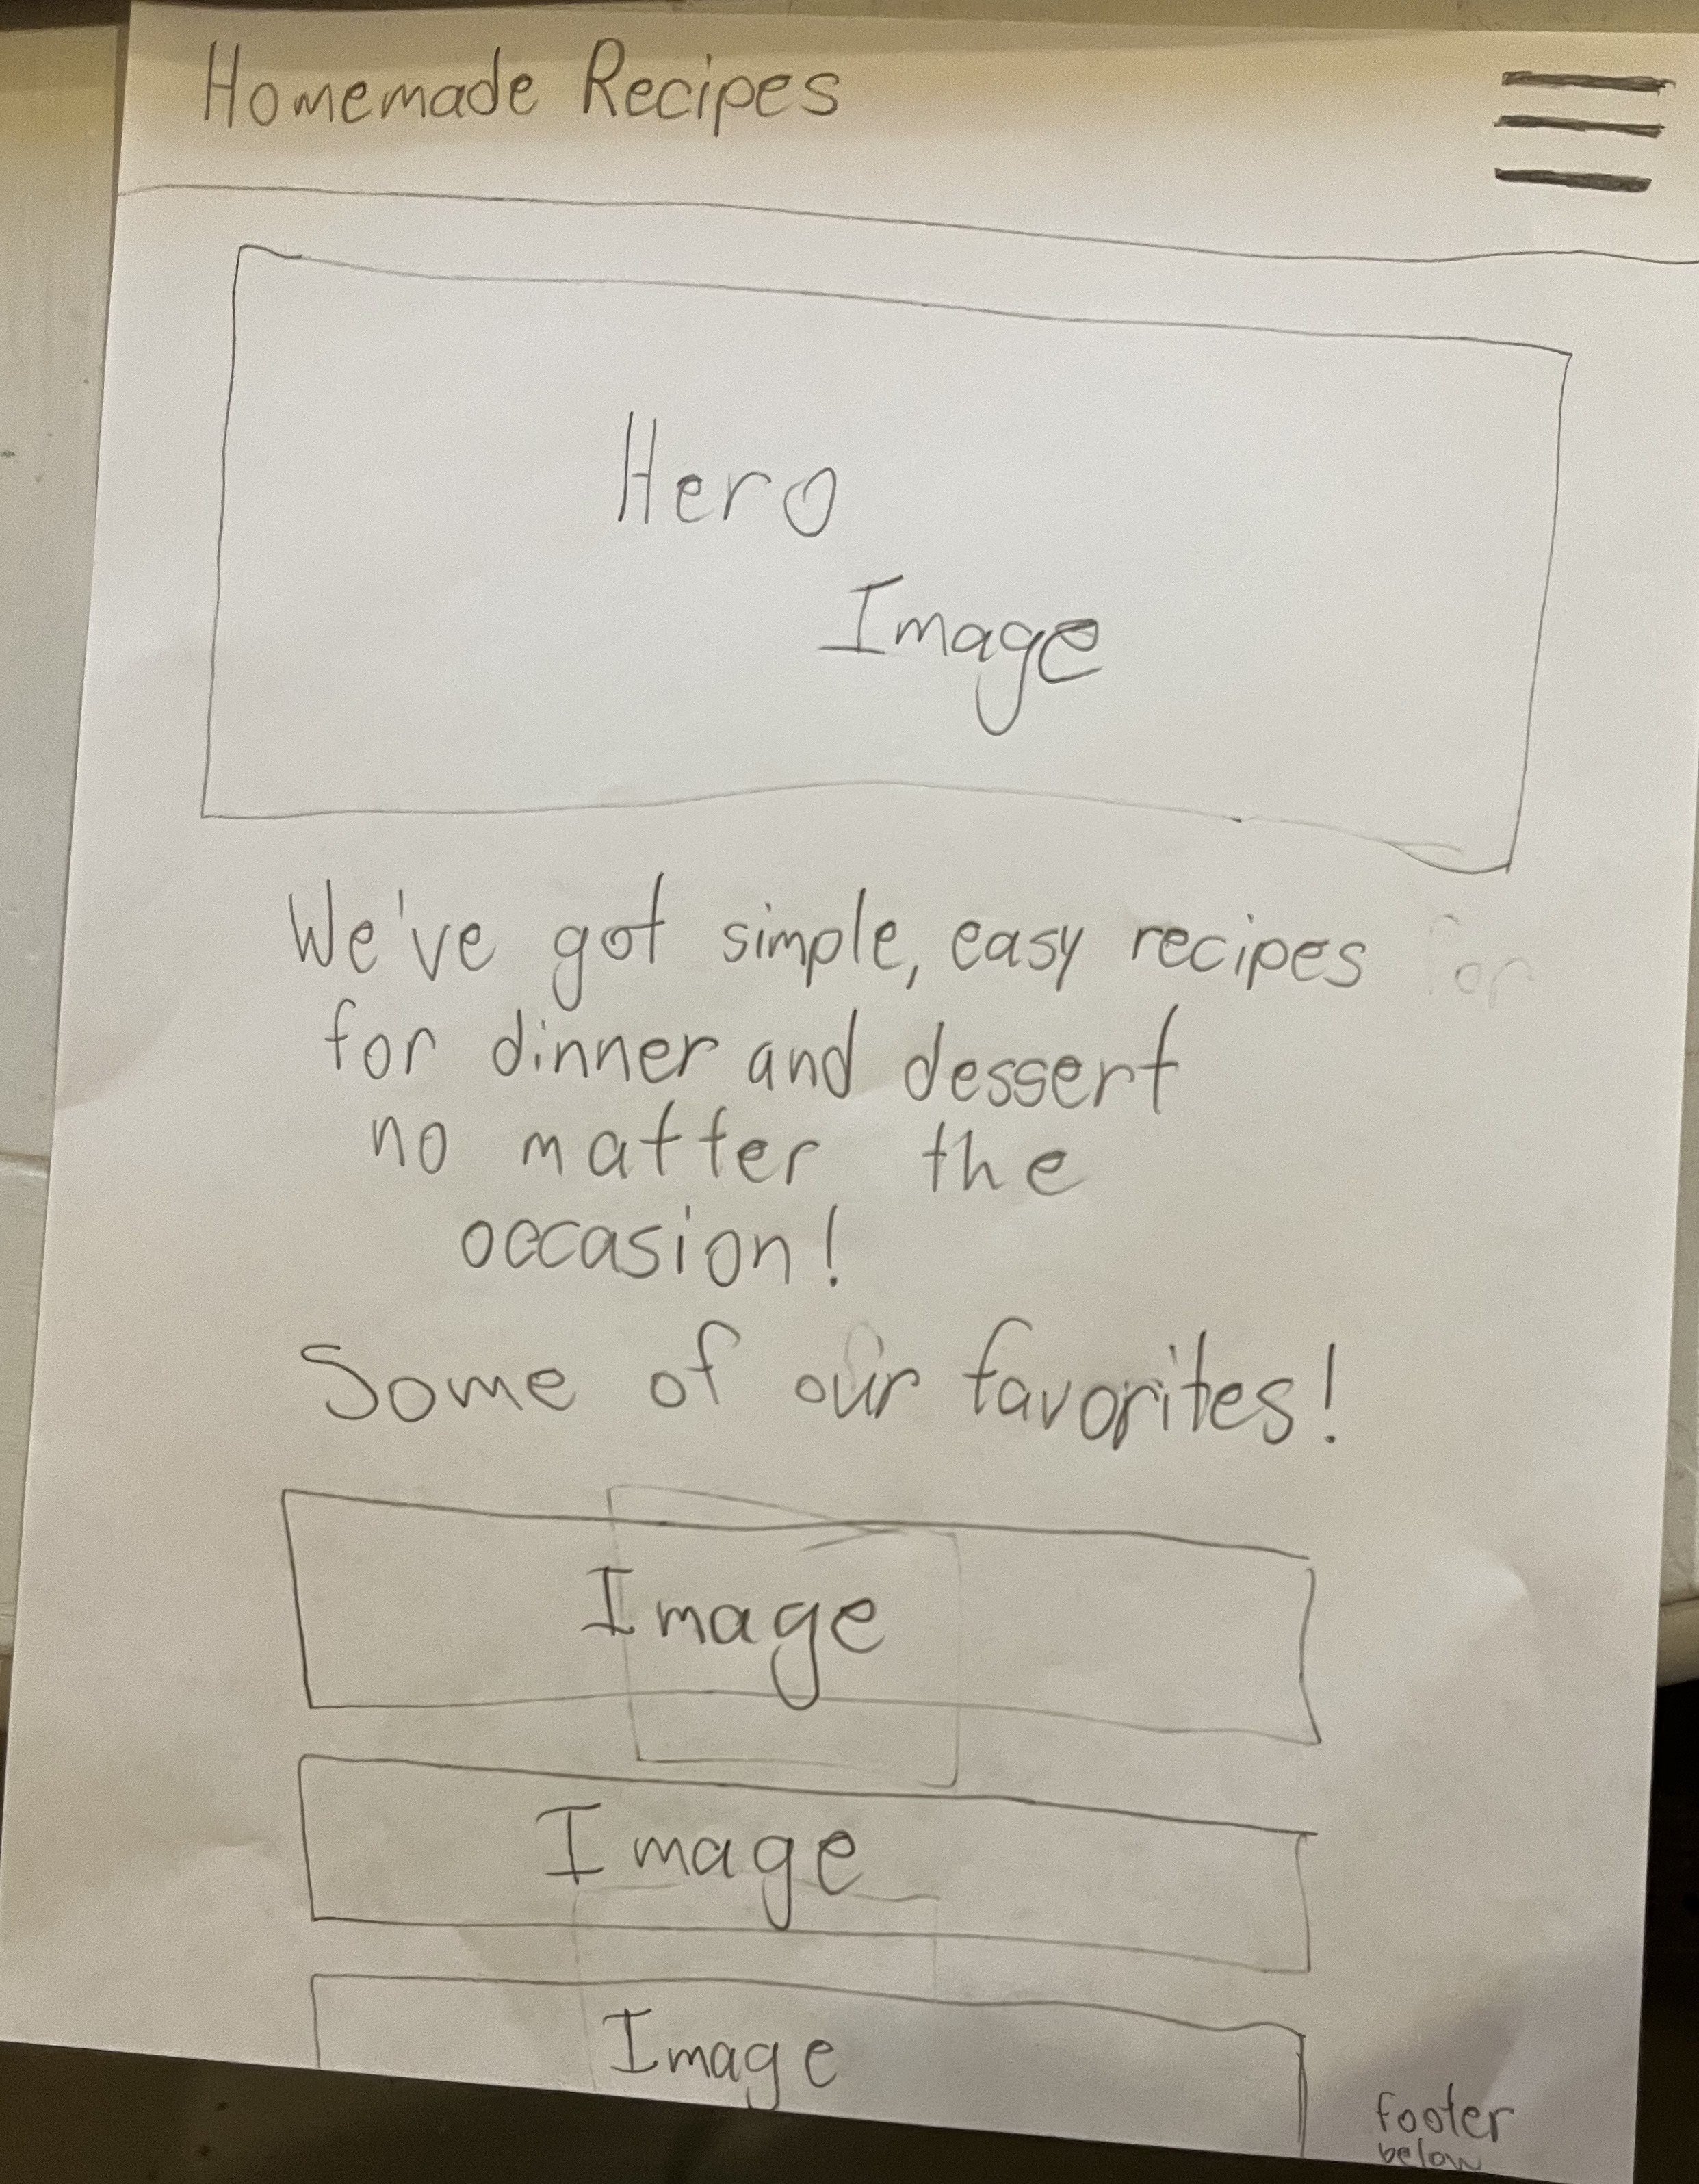 Homemade Recipes
Hero
Image
We've got simple, easy recipes for
for dinner and dessert
no matter the
occasion!
Some of our favorites!
Image
Image
Image
footer
below